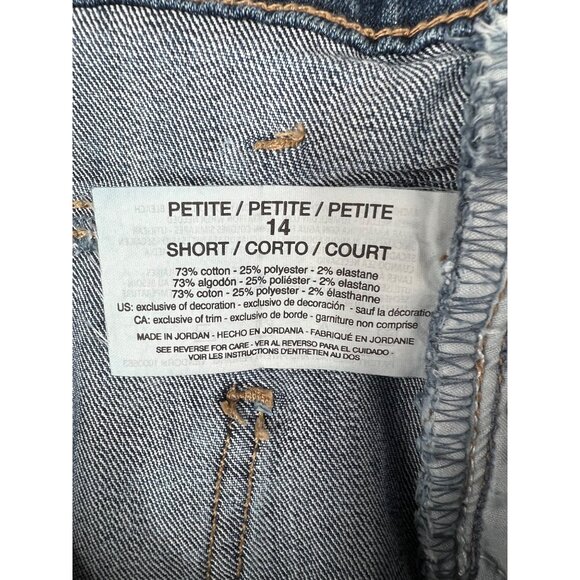 PETITE / PETITE / PETITE
14
SHORT / CORTO / COURT
73% cotton - 25% polyester - 2% elastane
73% algodón - 25% poliéster - 2% elastano
73% coton - 25% polyester - 2% élasthanne
US: exclusive of decoration - exclusivo de decoración - sauf la décoratio
CA: exclusive of trim - exclusivo de borde - garniture non comprise
MADE IN JORDAN - HECHO EN JORDANIA - FABRIQUÉ EN JORDANIE
SEE REVERSE FOR CARE - VER AL REVERSO PARA EL CUIDADO -
VOIR LES INSTRUCTIONS D'ENTRETIEN AU DOS